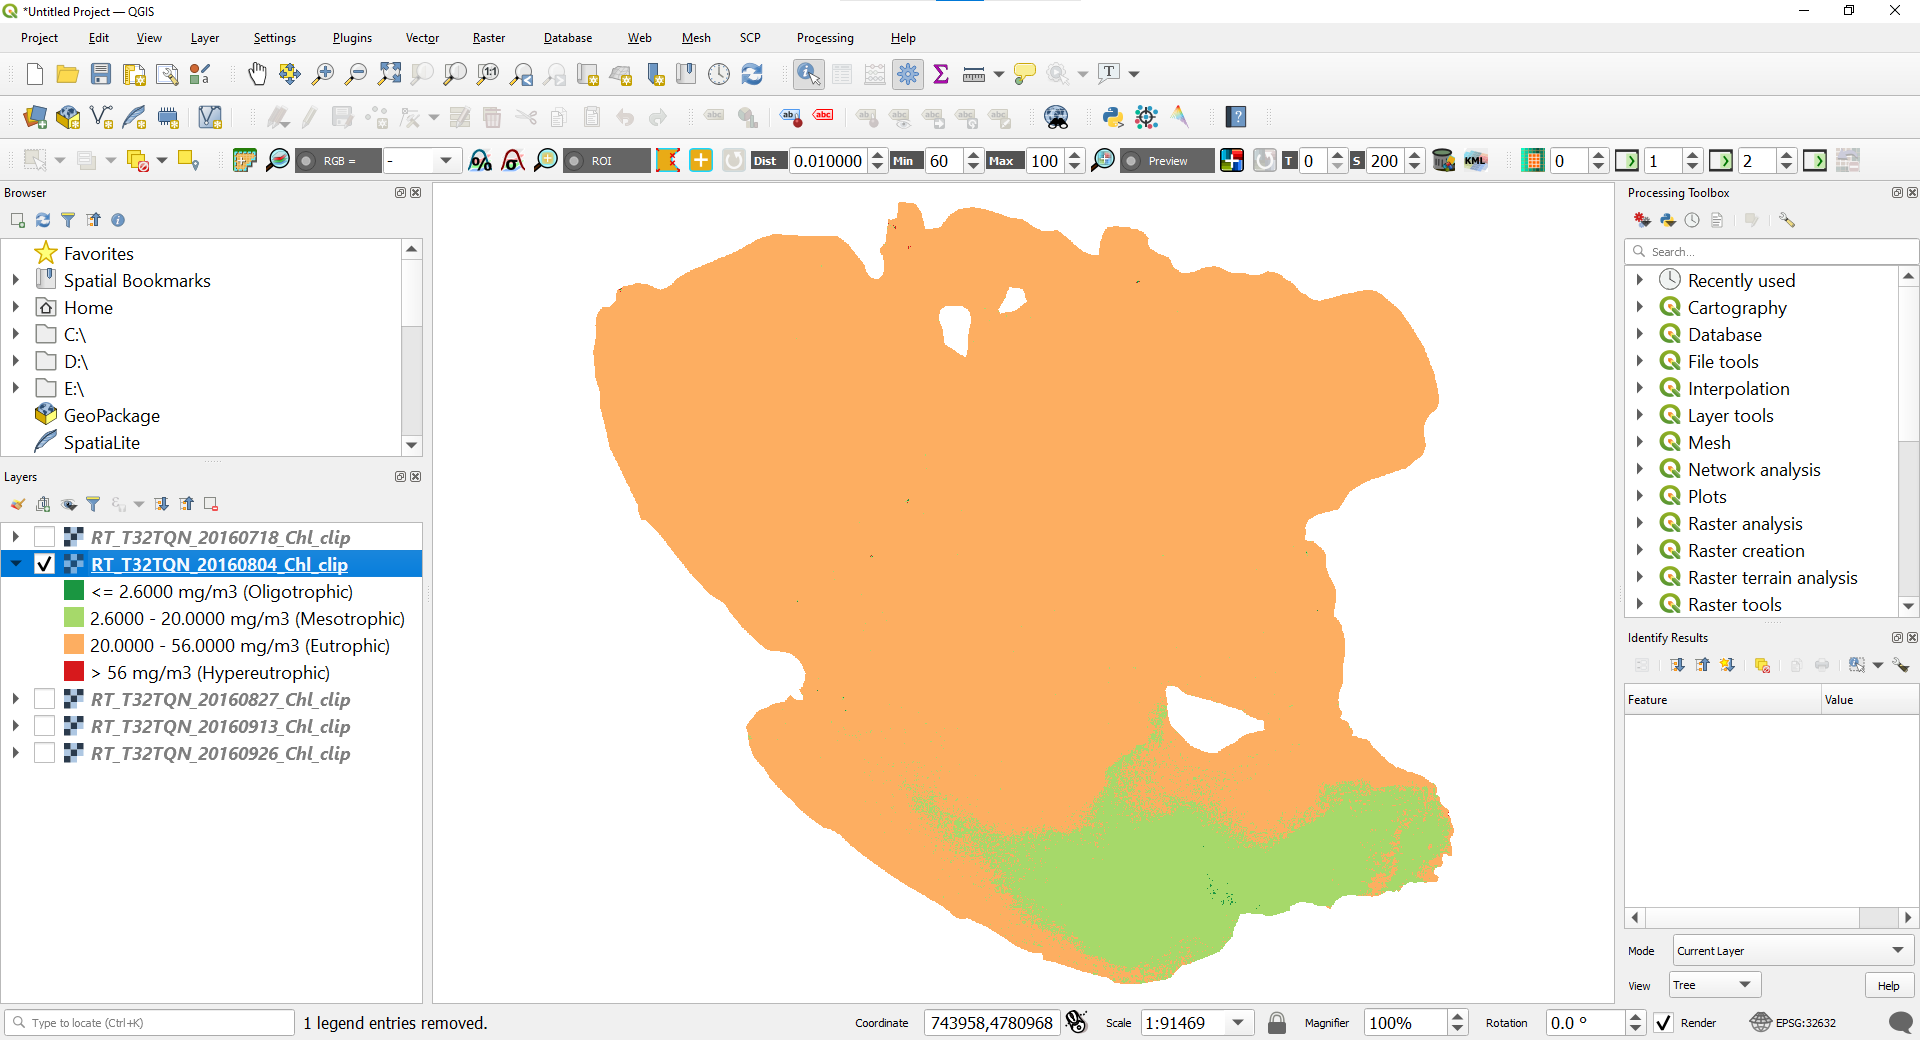 *Untitled Project — QGIS
Project Edit View Layer Settings Plugins Vector Raster Database Web Mesh SCP Processing Help
RGB = - ROI Dist 0.010000 Min 60 Max 100 Preview T 0 S 200 KML 0 1 2
Browser
Favorites
Spatial Bookmarks
Home
C:\
D:\
E:\
GeoPackage
SpatiaLite
Layers
RT_T32TQN_20160718_Chl_clip
RT_T32TQN_20160804_Chl_clip
<= 2.6000 mg/m3 (Oligotrophic)
2.6000 - 20.0000 mg/m3 (Mesotrophic)
20.0000 - 56.0000 mg/m3 (Eutrophic)
> 56 mg/m3 (Hypereutrophic)
RT_T32TQN_20160827_Chl_clip
RT_T32TQN_20160913_Chl_clip
RT_T32TQN_20160926_Chl_clip
Processing Toolbox
Search...
Recently used
Cartography
Database
File tools
Interpolation
Layer tools
Mesh
Network analysis
Plots
Raster analysis
Raster creation
Raster terrain analysis
Raster tools
Identify Results
Feature Value
Mode Current Layer
View Tree Help
Type to locate (Ctrl+K) 1 legend entries removed. Coordinate 743958,4780968 Scale 1:91469 Magnifier 100% Rotation 0.0 ° Render EPSG:32632